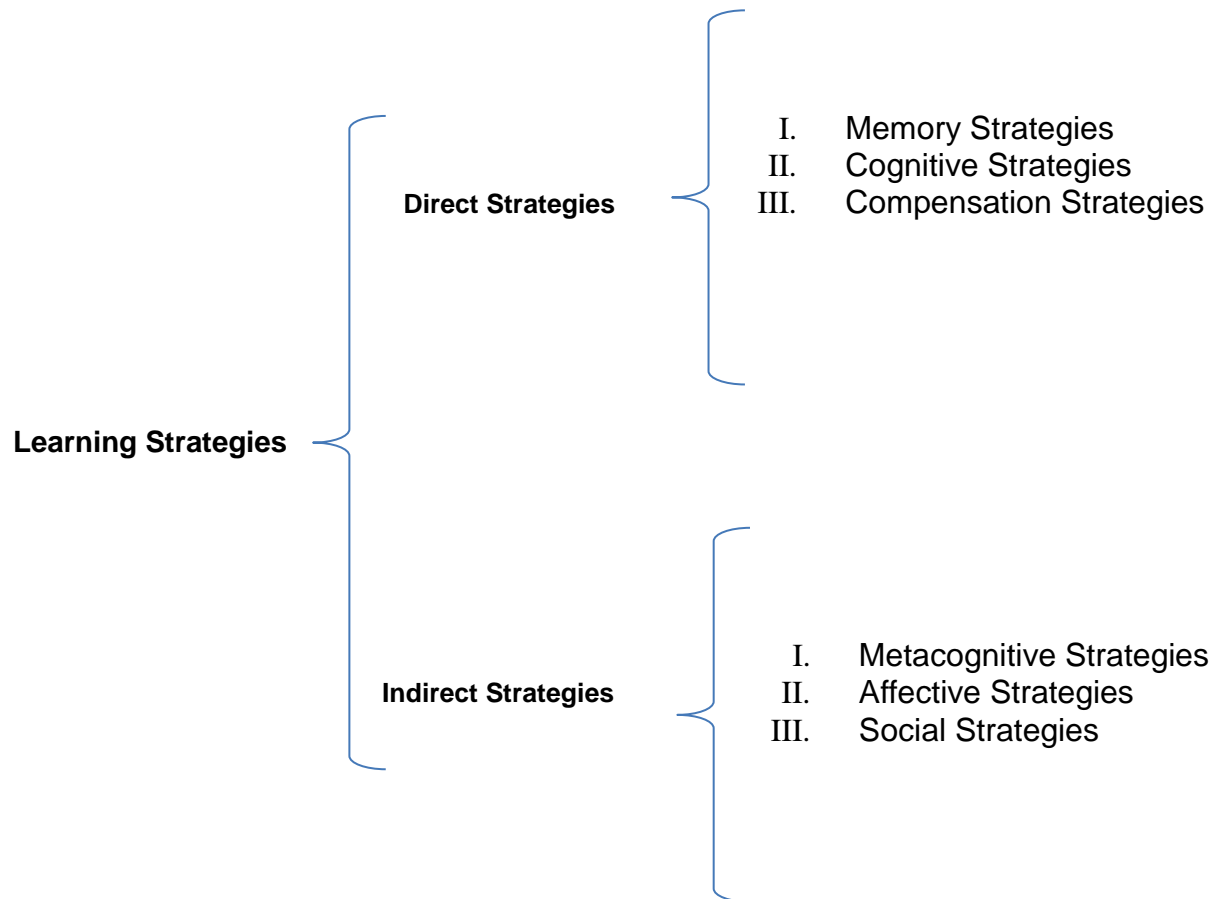 I. Memory Strategies
II. Cognitive Strategies
Direct Strategies III. Compensation Strategies
Learning Strategies
I. Metacognitive Strategies
Indirect Strategies II. Affective Strategies
III. Social Strategies